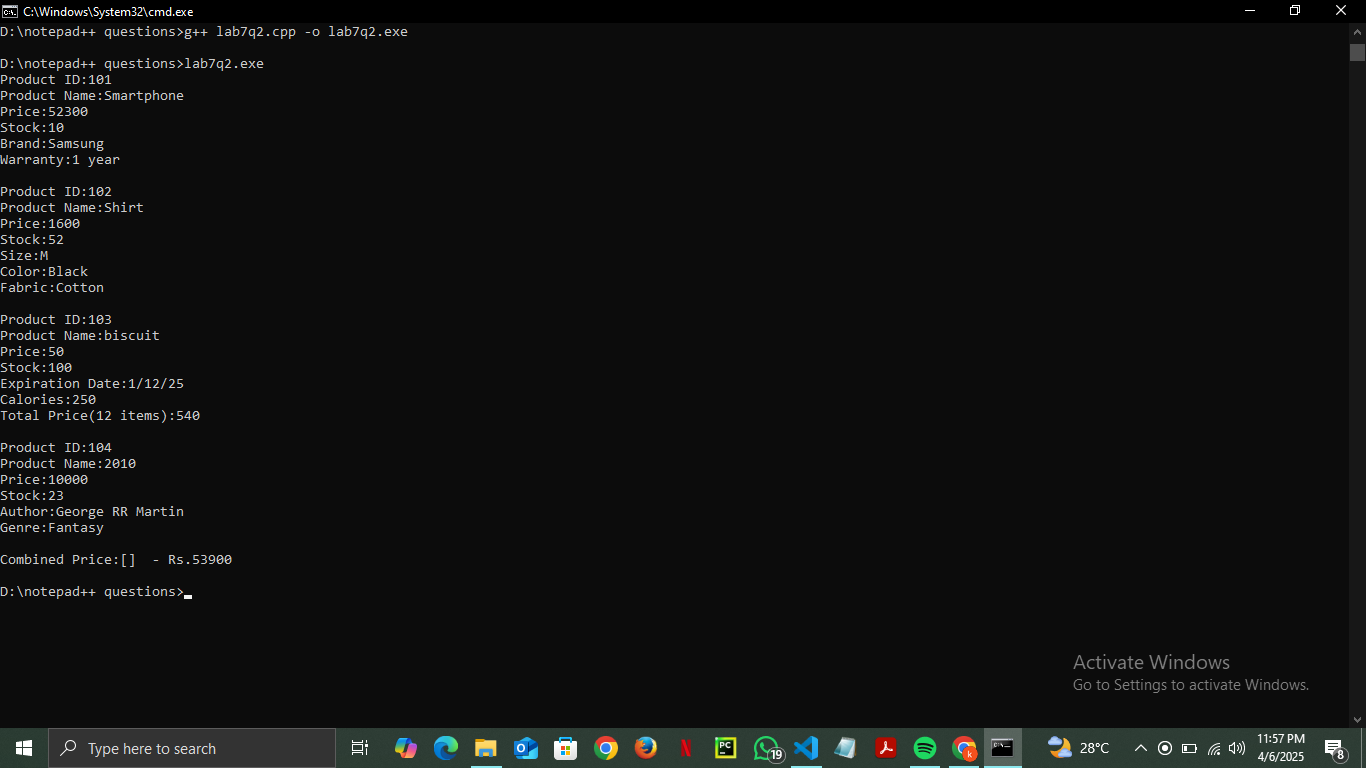 C:\Windows\System32\cmd.exe
D:\notepad++ questions>g++ lab7q2.cpp -o lab7q2.exe
D:\notepad++ questions>lab7q2.exe
Product ID:101
Product Name:Smartphone
Price:52300
Stock:10
Brand:Samsung
Warranty:1 year
Product ID:102
Product Name:Shirt
Price:1600
Stock:52
Size:M
Color:Black
Fabric:Cotton
Product ID:103
Product Name:biscuit
Price:50
Stock:100
Expiration Date:1/12/25
Calories:250
Total Price(12 items):540
Product ID:104
Product Name:2010
Price:10000
Stock:23
Author:George RR Martin
Genre:Fantasy
Combined Price:[]  - Rs.53900
D:\notepad++ questions>
Activate Windows
Go to Settings to activate Windows.
Type here to search
PC
19
k
28°C
11:57 PM
4/6/2025
8